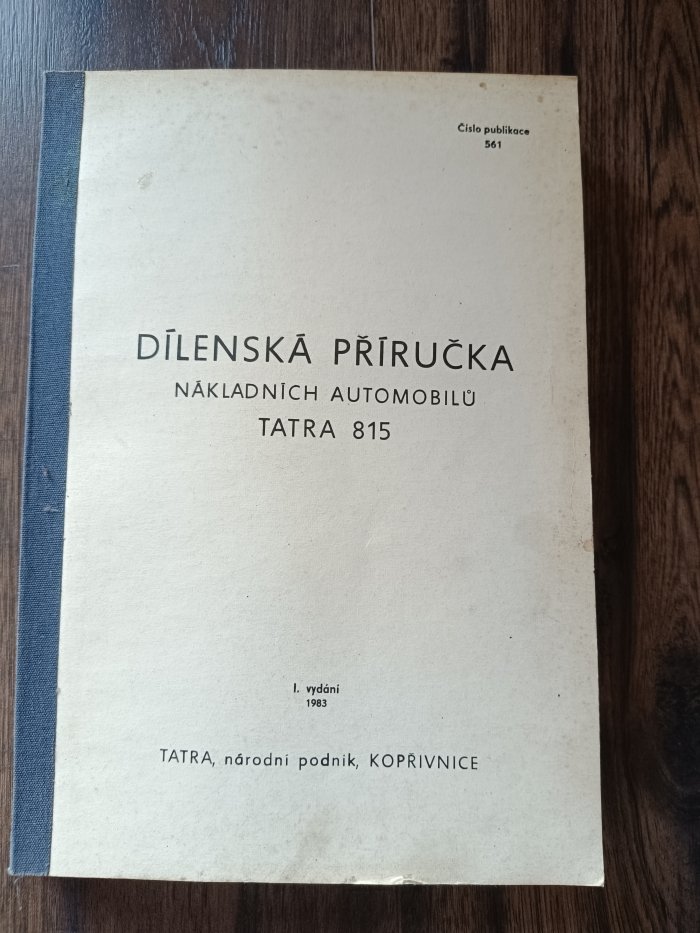 Číslo publikace
561
DÍLENSKÁ PŘÍRUČKA
NÁKLADNÍCH AUTOMOBILŮ
TATRA 815
I. vydání
1983
TATRA, národní podnik, KOPŘIVNICE